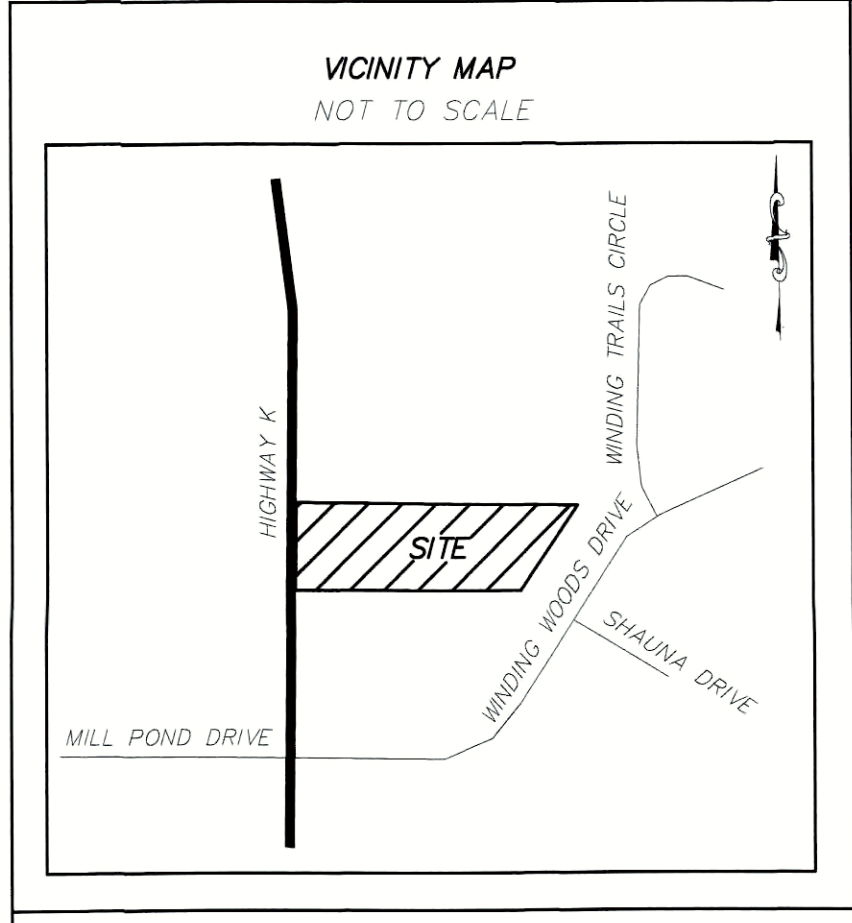 VICINITY MAP
NOT TO SCALE
WINDING TRAILS CIRCLE
HIGHWAY K
SITE
WINDING WOODS DRIVE
SHAUNA DRIVE
MILL POND DRIVE